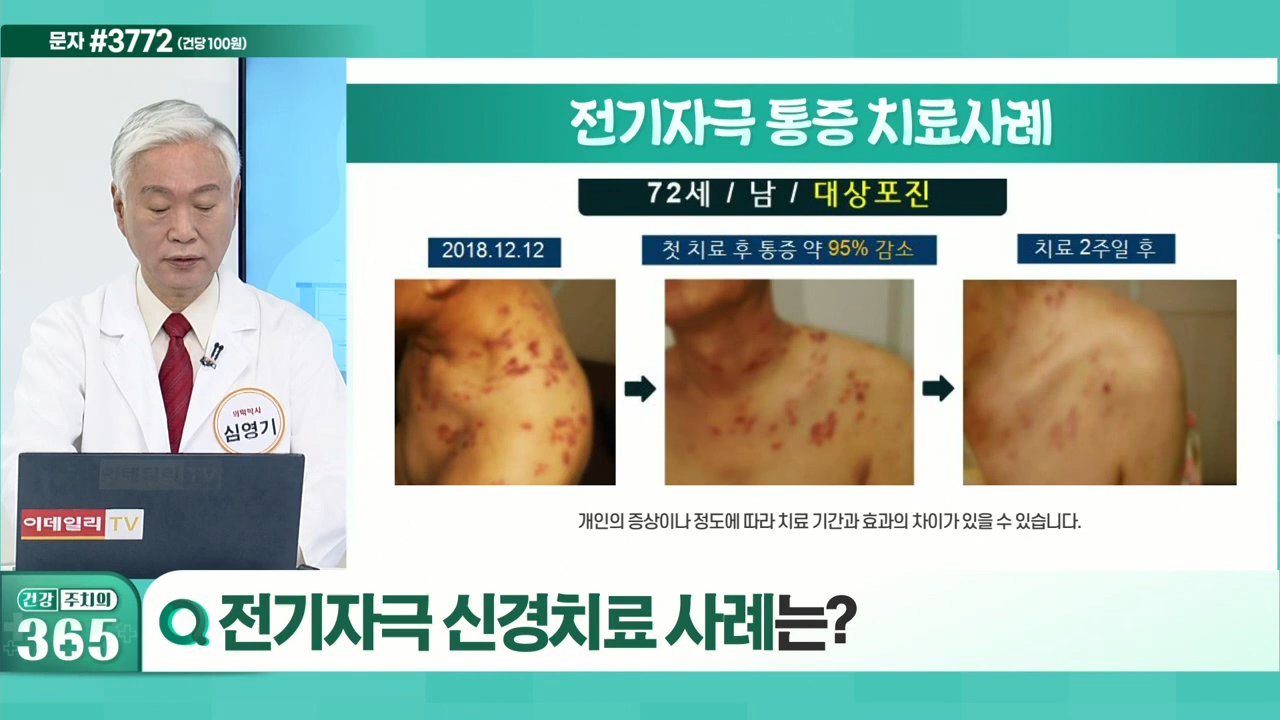 문자 #3772 (건당 100원)
전기자극 통증 치료사례
72세 / 남 / 대상포진
2018.12.12
첫 치료 후 통증 약 95% 감소
치료 2주일 후
의학박사
심영기
이데일리 TV
이데일리 TV
개인의 증상이나 정도에 따라 치료 기간과 효과의 차이가 있을 수 있습니다.
건강 주치의
365
Q 전기자극 신경치료 사례는?